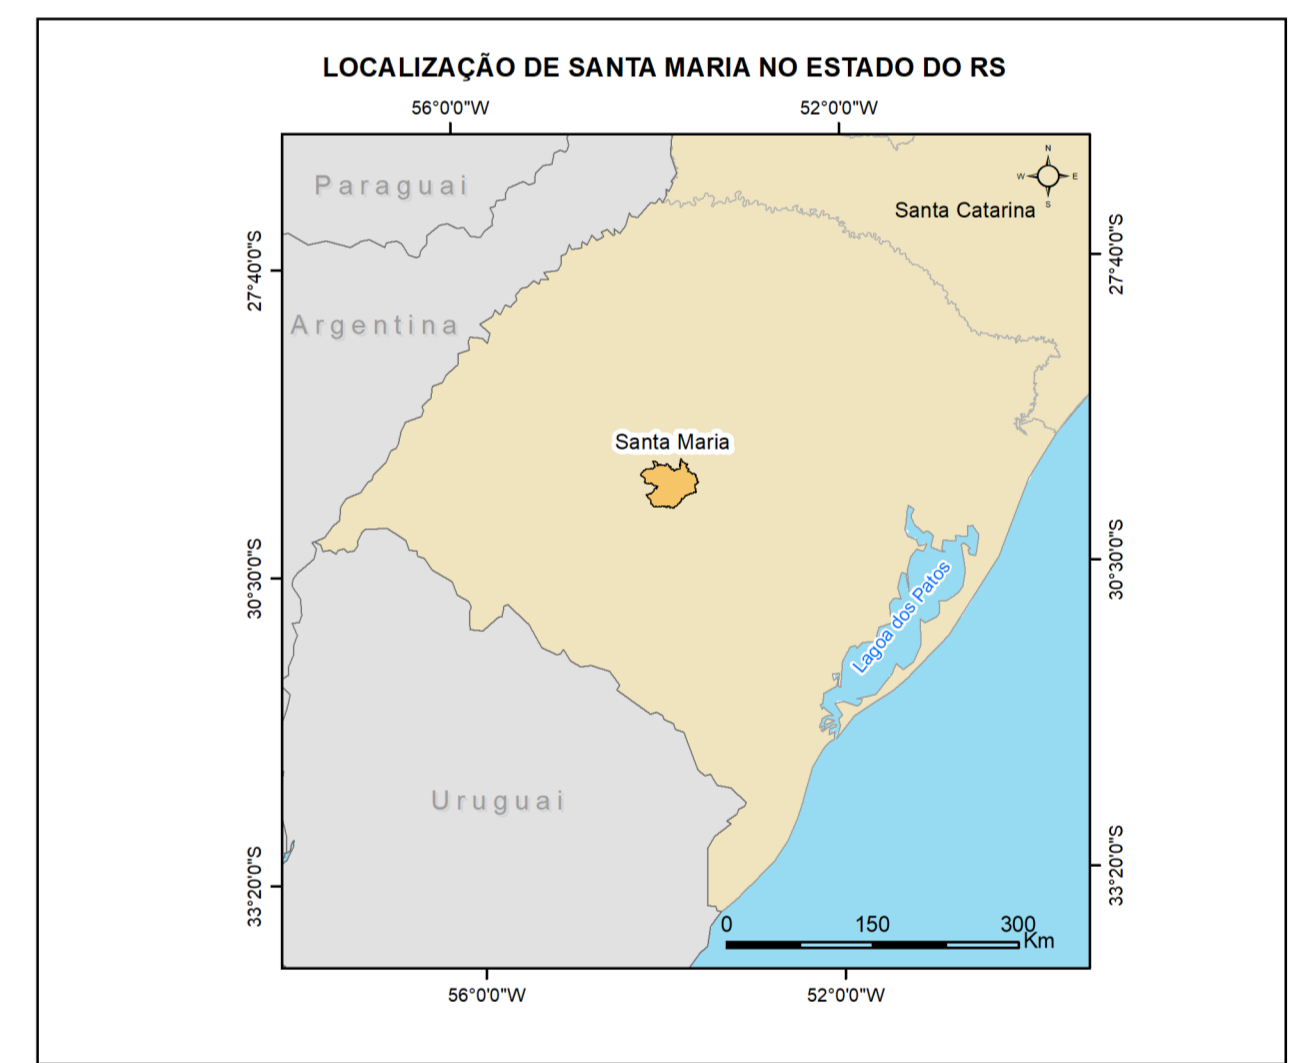 LOCALIZAÇÃO DE SANTA MARIA NO ESTADO DO RS
56°0'0"W
52°0'0"W
N
W
E
S
Paraguai
Santa Catarina
27°40'0"S
27°40'0"S
Argentina
Santa Maria
30°30'0"S
30°30'0"S
Lagoa dos Patos
Uruguai
33°20'0"S
33°20'0"S
0 150 300
Km
56°0'0"W
52°0'0"W